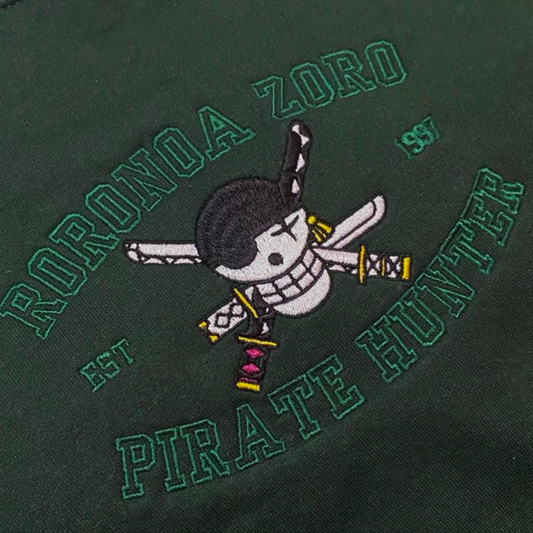 RORONOA ZORO
EST
1997
PIRATE HUNTER